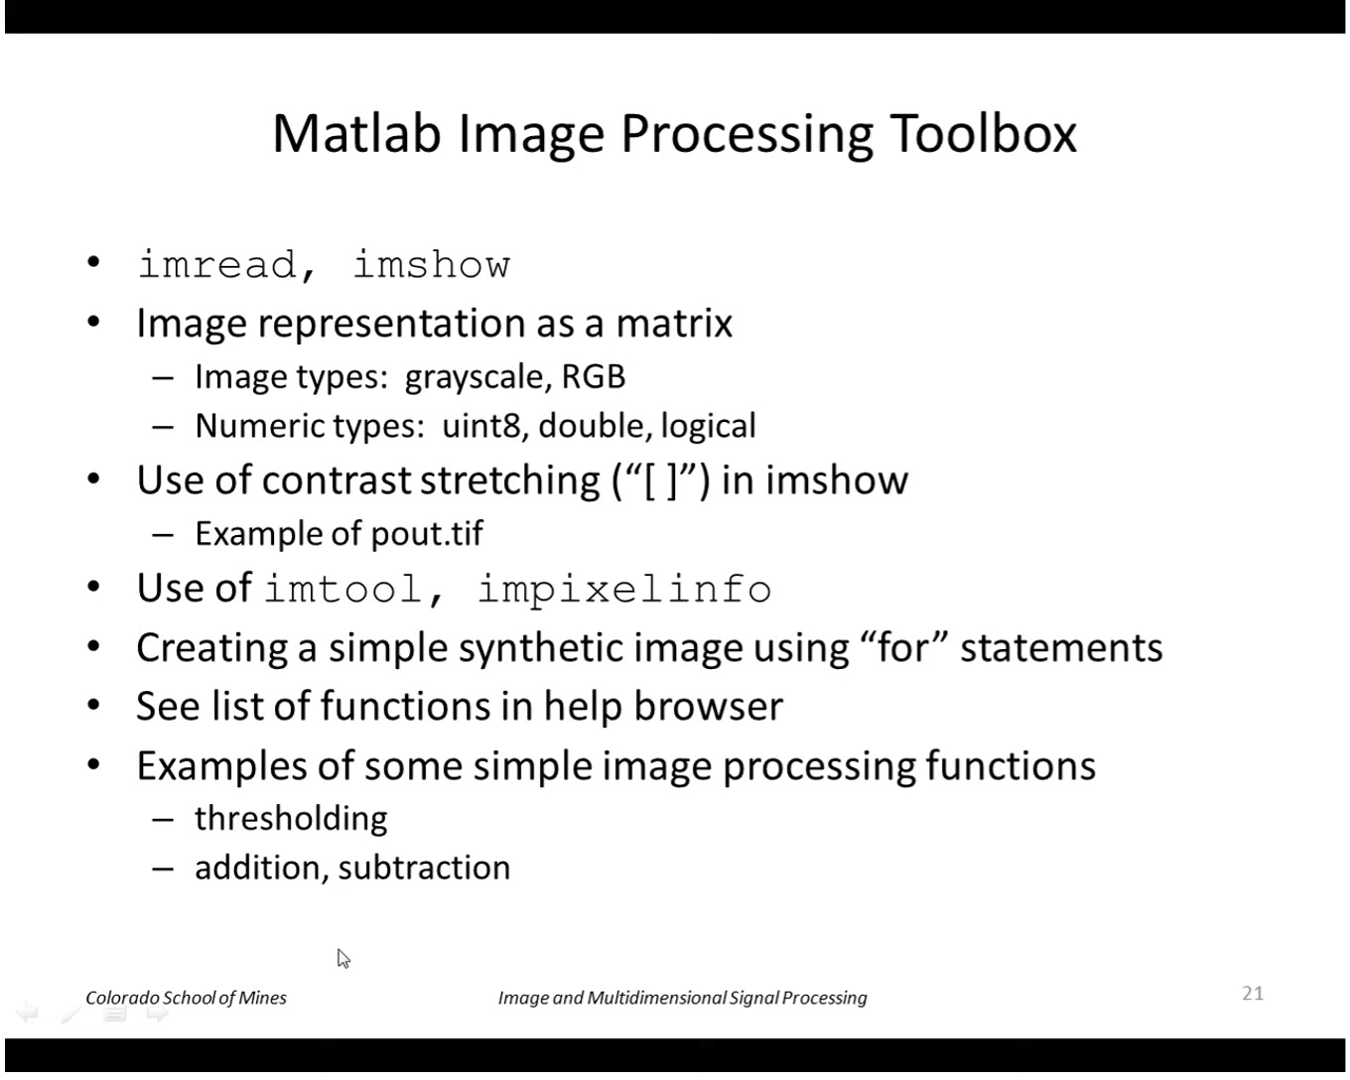 Matlab Image Processing Toolbox
• imread, imshow
• Image representation as a matrix
– Image types:  grayscale, RGB
– Numeric types:  uint8, double, logical
• Use of contrast stretching (“[ ]”) in imshow
– Example of pout.tif
• Use of imtool, impixelinfo
• Creating a simple synthetic image using “for” statements
• See list of functions in help browser
• Examples of some simple image processing functions
– thresholding
– addition, subtraction
Colorado School of Mines
Image and Multidimensional Signal Processing
21